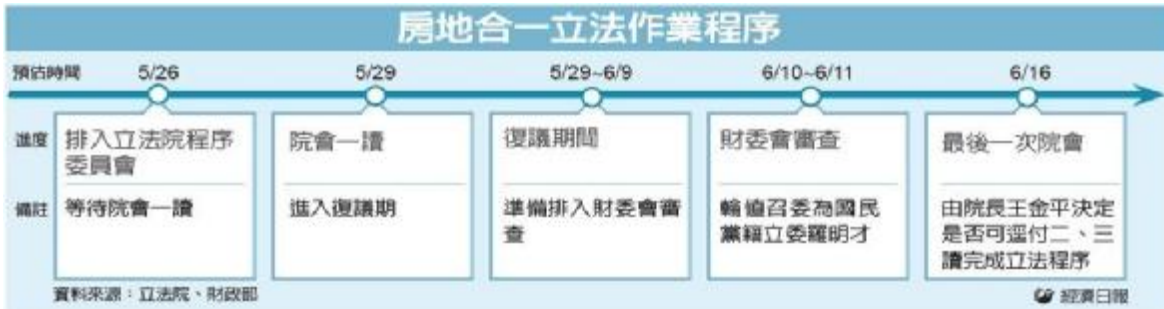 房地合一立法作業程序
預估時間 5/26 5/29 5/29~6/9 6/10~6/11 6/16
進度 排入立法院程序 院會一讀 復議期間 財委會審查 最後一次院會
委員會
備註 等待院會一讀 進入復議期 準備排入財委會審 輪值召委為國民 由院長王金平決定
查 黨籍立委羅明才 是否可逕付二、三
讀完成立法程序
資料來源：立法院、財政部 經濟日報